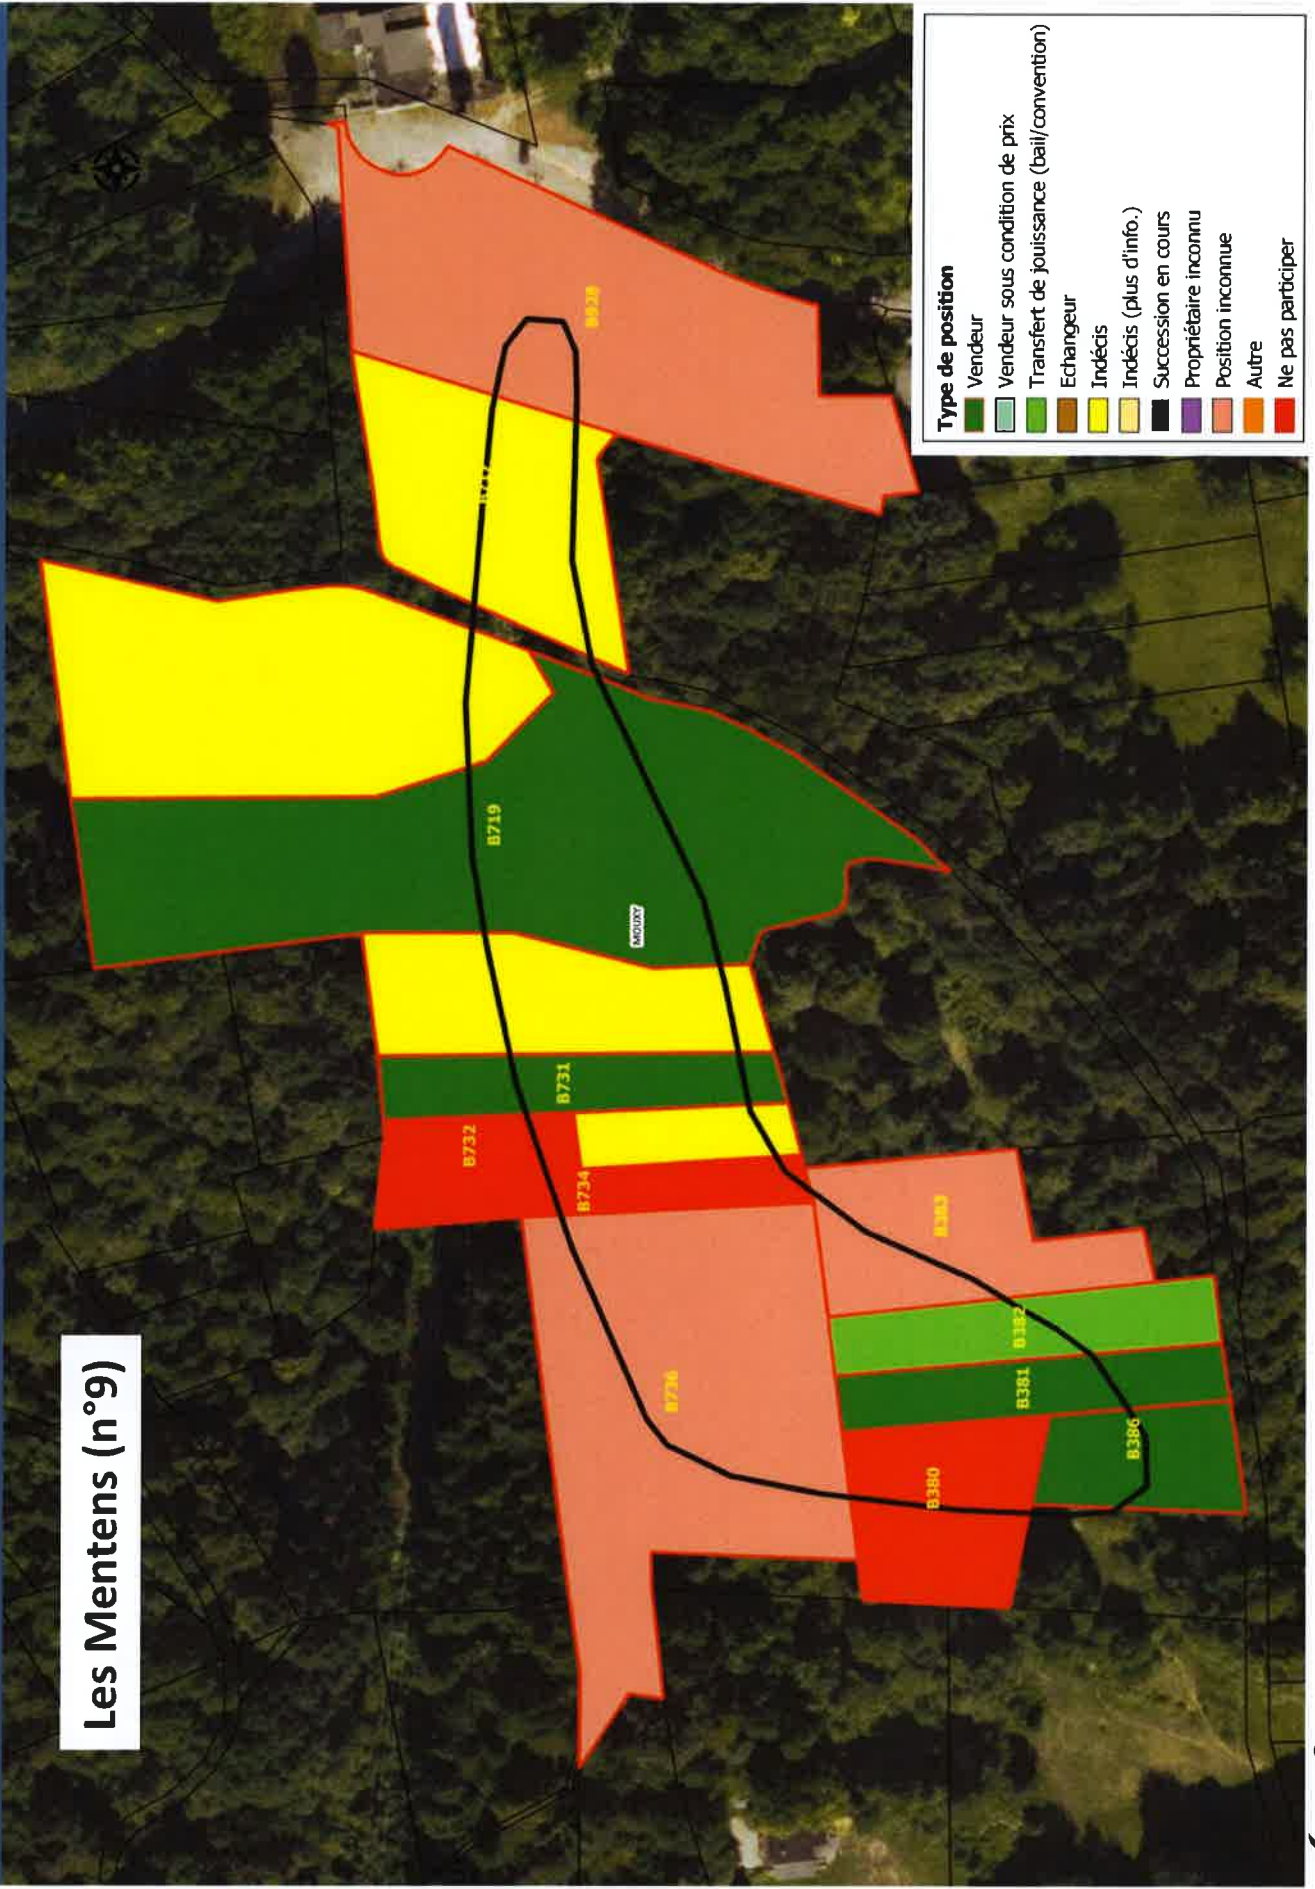 Les Mentens (n°9)
B719
MOUXY
B731
B732
B734
B736
B383
B382
B381
B380
B386
Type de position
Vendeur
Vendeur sous condition de prix
Transfert de jouissance (bail/convention)
Echangeur
Indécis
Indécis (plus d'info.)
Succession en cours
Propriétaire inconnu
Position inconnue
Autre
Ne pas participer